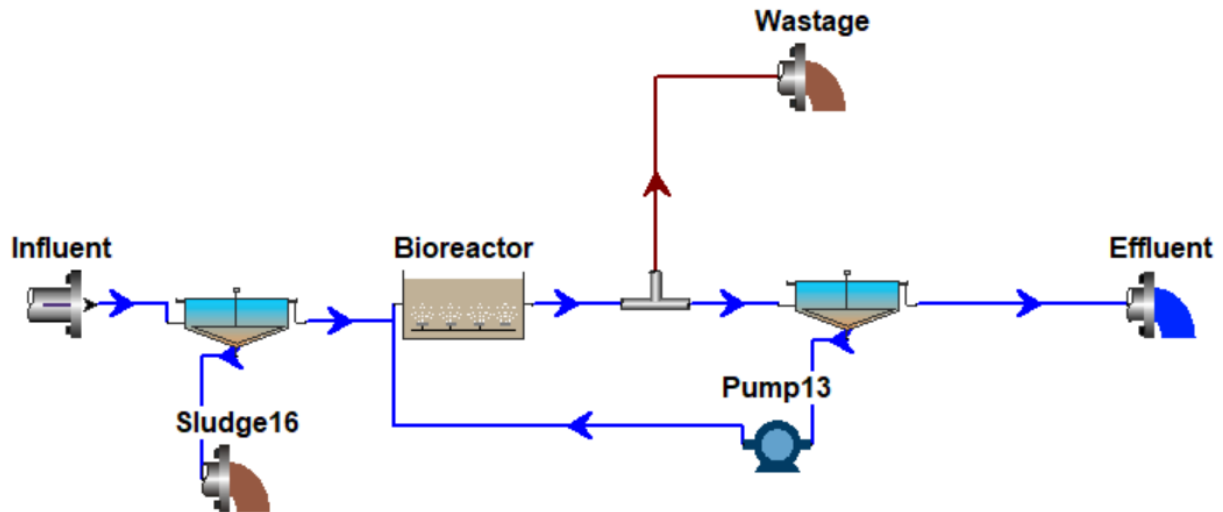 Wastage
Influent
Bioreactor
Effluent
Pump13
Sludge16